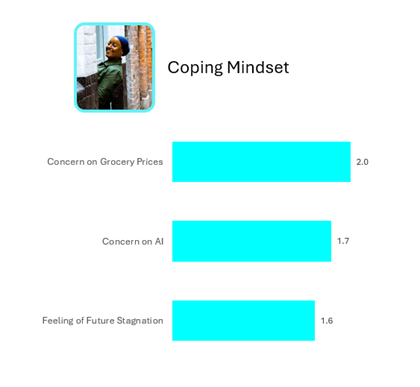 Coping Mindset
Concern on Grocery Prices
2.0
Concern on AI
1.7
Feeling of Future Stagnation
1.6